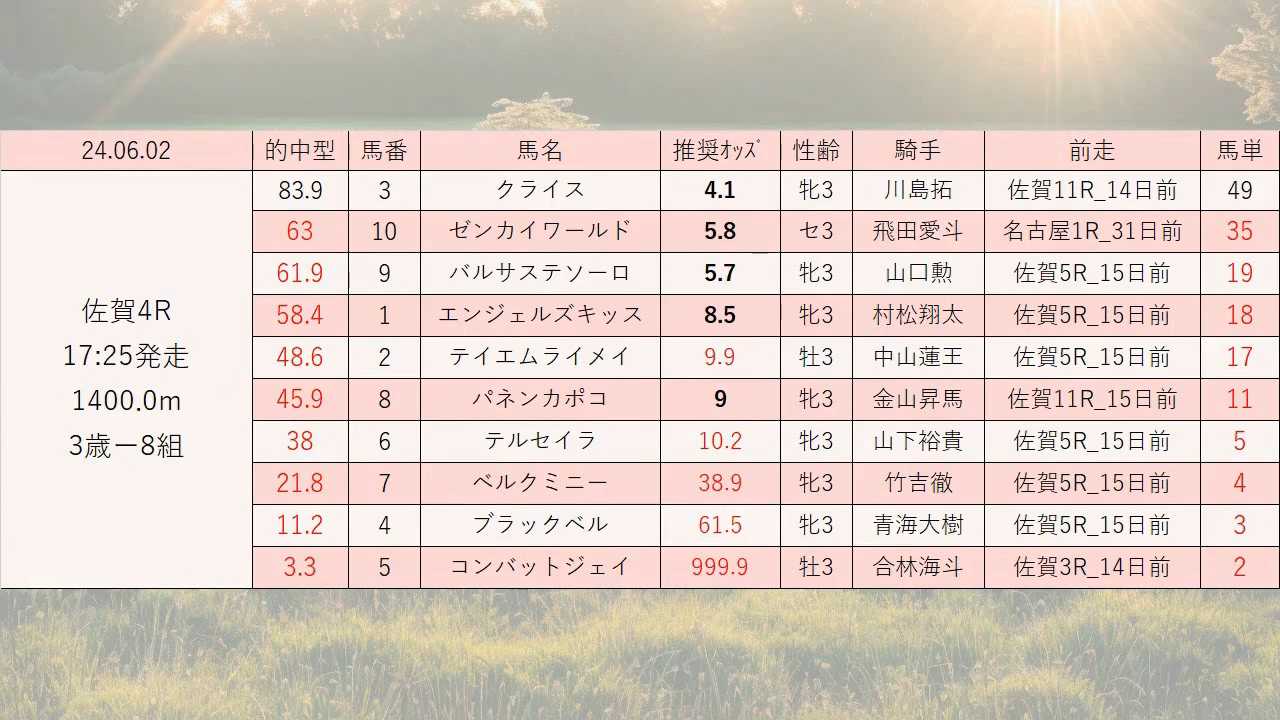 24.06.02 的中型 馬番 馬名 推奨ｵｯｽﾞ 性齢 騎手 前走 馬単
佐賀4R
17:25発走
1400.0m
3歳ー8組
83.9 3 クライス 4.1 牝3 川島拓 佐賀11R_14日前 49
63 10 ゼンカイワールド 5.8 セ3 飛田愛斗 名古屋1R_31日前 35
61.9 9 バルサステソーロ 5.7 牝3 山口勲 佐賀5R_15日前 19
58.4 1 エンジェルズキッス 8.5 牝3 村松翔太 佐賀5R_15日前 18
48.6 2 テイエムライメイ 9.9 牡3 中山蓮王 佐賀5R_15日前 17
45.9 8 パネンカポコ 9 牝3 金山昇馬 佐賀11R_15日前 11
38 6 テルセイラ 10.2 牝3 山下裕貴 佐賀5R_15日前 5
21.8 7 ベルクミニー 38.9 牝3 竹吉徹 佐賀5R_15日前 4
11.2 4 ブラックベル 61.5 牝3 青海大樹 佐賀5R_15日前 3
3.3 5 コンバットジェイ 999.9 牡3 合林海斗 佐賀3R_14日前 2